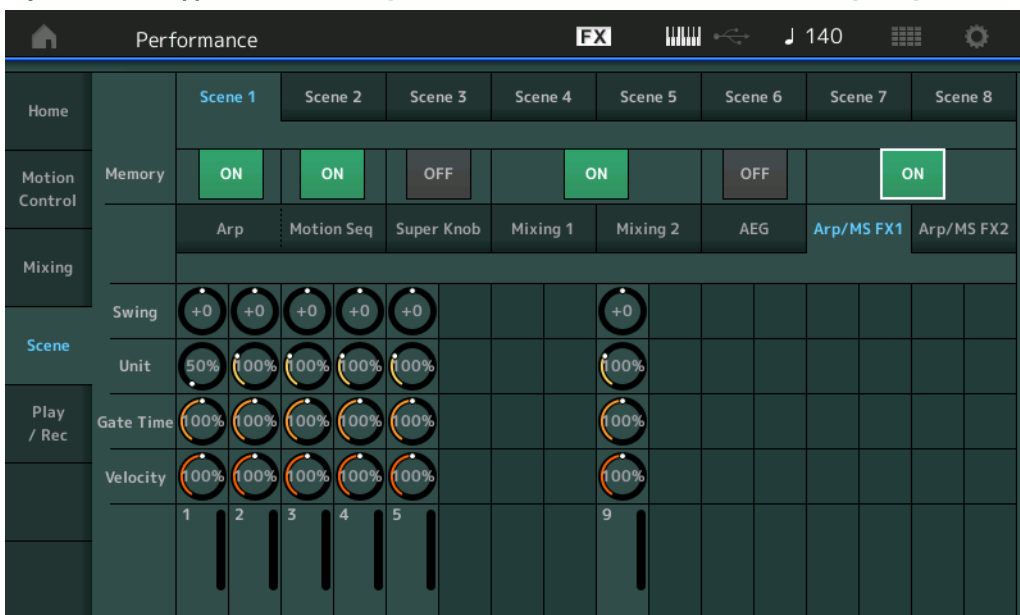 Performance FX 140
Scene 1 Scene 2 Scene 3 Scene 4 Scene 5 Scene 6 Scene 7 Scene 8
Home
Memory ON ON OFF ON OFF ON
Motion
Control
Arp Motion Seq Super Knob Mixing 1 Mixing 2 AEG Arp/MS FX1 Arp/MS FX2
Mixing
Swing +0 +0 +0 +0 +0 +0
Scene
Unit 50% 100% 100% 100% 100% 100%
Play
/ Rec
Gate Time 100% 100% 100% 100% 100% 100%
Velocity 100% 100% 100% 100% 100% 100%
1 2 3 4 5 9